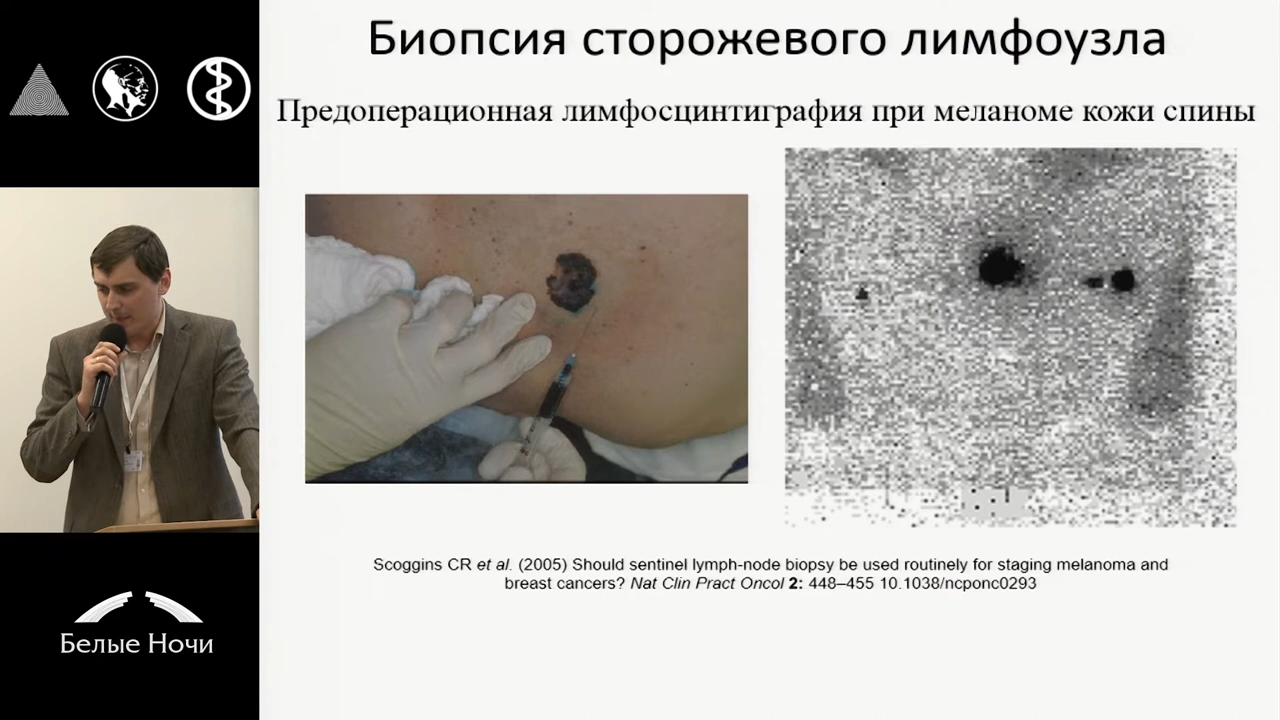 Биопсия сторожевого лимфоузла
Предоперационная лимфосцинтиграфия при меланоме кожи спины
Scoggins CR et al. (2005) Should sentinel lymph-node biopsy be used routinely for staging melanoma and
breast cancers? Nat Clin Pract Oncol 2: 448–455 10.1038/ncponc0293
Белые Ночи